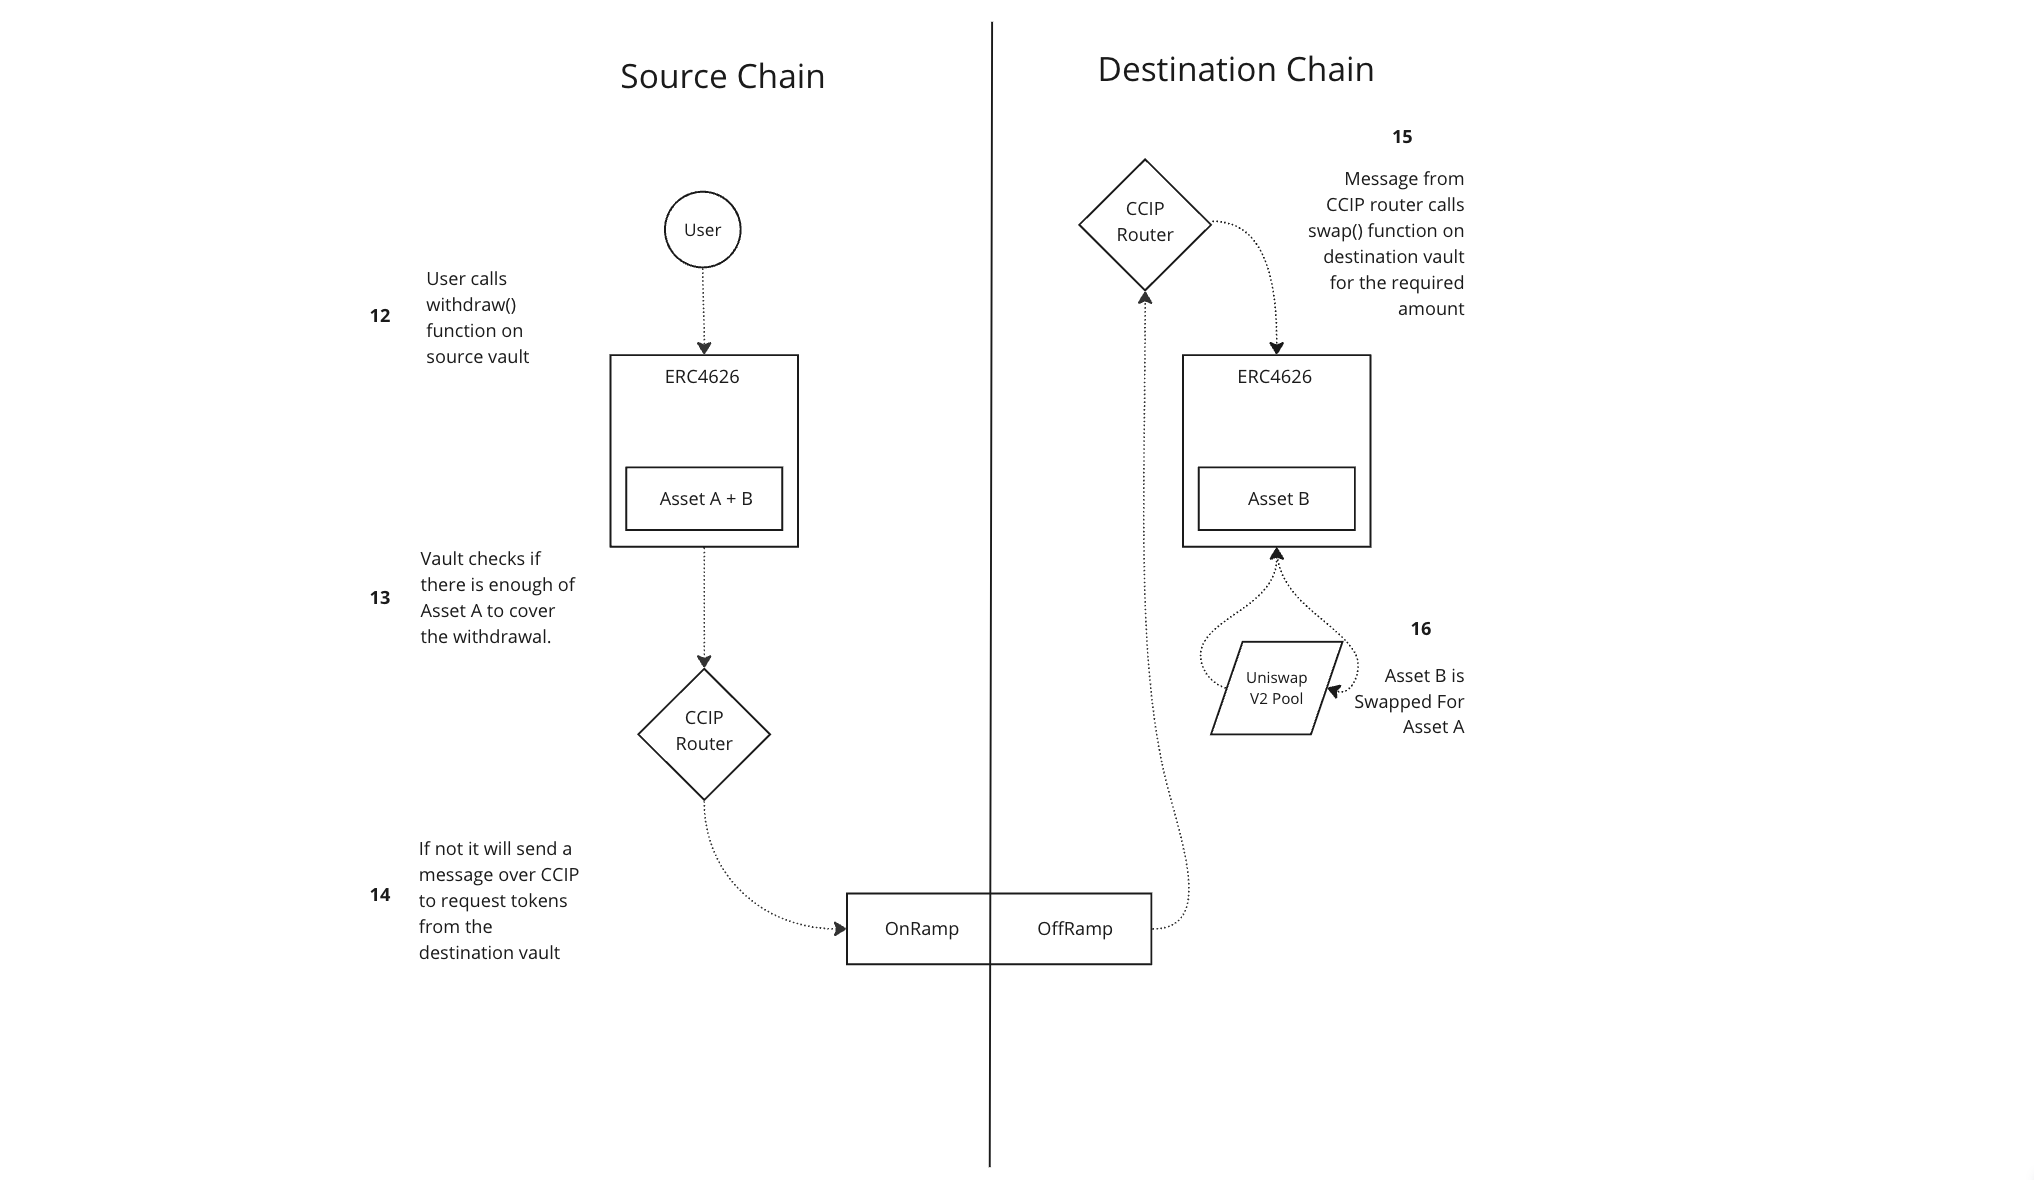 Source Chain
Destination Chain
User
12
User calls
withdraw()
function on
source vault
ERC4626
Asset A + B
13
Vault checks if
there is enough of
Asset A to cover
the withdrawal.
CCIP
Router
14
If not it will send a
message over CCIP
to request tokens
from the
destination vault
OnRamp
OffRamp
CCIP
Router
15
Message from
CCIP router calls
swap() function on
destination vault
for the required
amount
ERC4626
Asset B
Uniswap
V2 Pool
16
Asset B is
Swapped For
Asset A